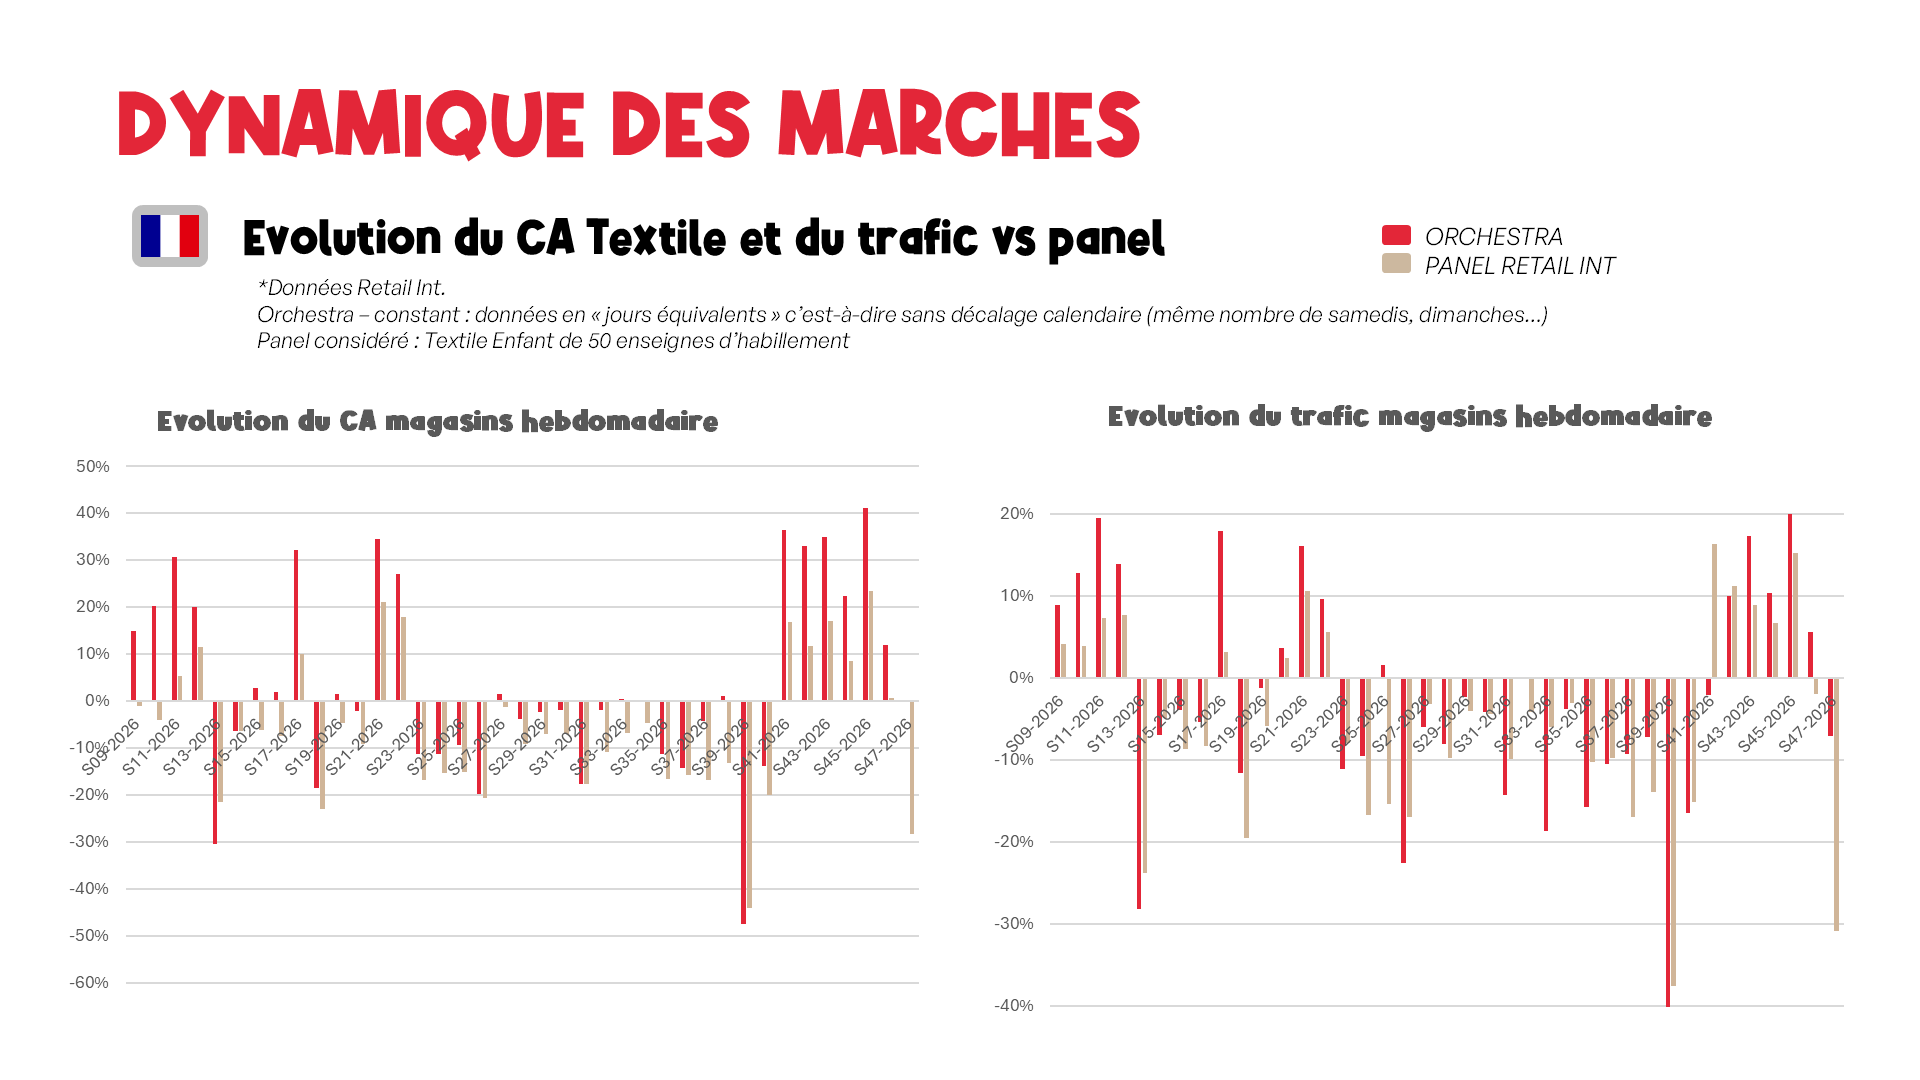 DYNAMIQUE DES MARCHES
Evolution du CA Textile et du trafic vs panel
ORCHESTRA
PANEL RETAIL INT
*Données Retail Int.
Orchestra – constant : données en « jours équivalents » c’est-à-dire sans décalage calendaire (même nombre de samedis, dimanches…)
Panel considéré : Textile Enfant de 50 enseignes d’habillement
Evolution du CA magasins hebdomadaire
50%
40%
30%
20%
10%
0%
-10%
-20%
-30%
-40%
-50%
-60%
S09-2026
S11-2026
S13-2026
S15-2026
S17-2026
S19-2026
S21-2026
S23-2026
S25-2026
S27-2026
S29-2026
S31-2026
S33-2026
S35-2026
S37-2026
S39-2026
S41-2026
S43-2026
S45-2026
S47-2026
Evolution du trafic magasins hebdomadaire
20%
10%
0%
-10%
-20%
-30%
-40%
S09-2026
S11-2026
S13-2026
S15-2026
S17-2026
S19-2026
S21-2026
S23-2026
S25-2026
S27-2026
S29-2026
S31-2026
S33-2026
S35-2026
S37-2026
S39-2026
S41-2026
S43-2026
S45-2026
S47-2026